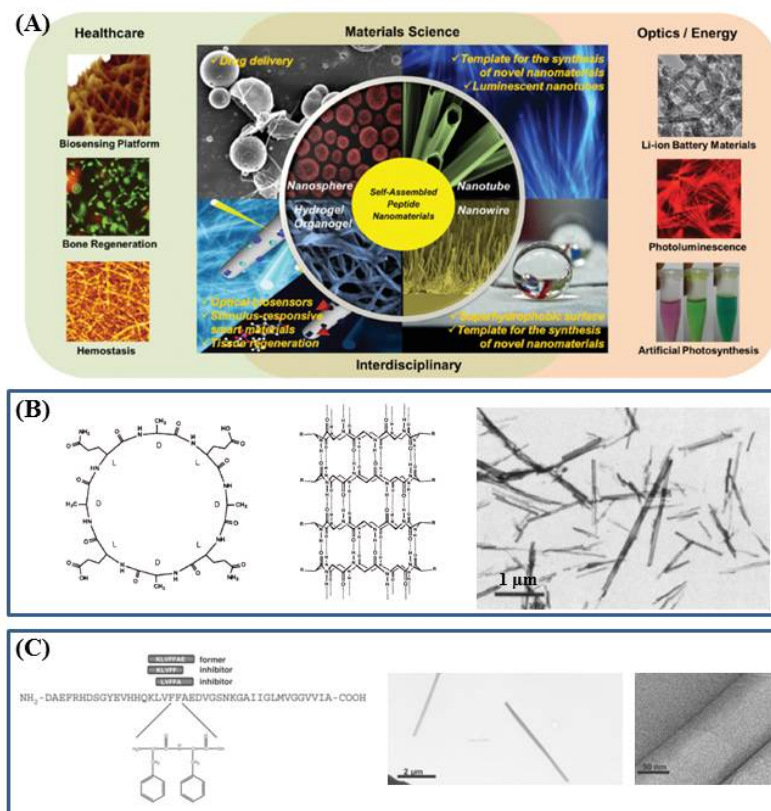 (A)
Healthcare
Materials Science
Optics / Energy
✓Drug delivery
✓Template for the synthesis
of novel nanomaterials
✓Luminescent nanotubes
Biosensing Platform
Li-ion Battery Materials
Nanosphere
Nanotube
Self-Assembled
Peptide
Nanomaterials
Hydrogel
Organogel
Nanowire
Bone Regeneration
Photoluminescence
✓Optical biosensors
✓Stimulus-responsive
smart materials
✓Tissue regeneration
✓Superhydrophobic surface
✓Template for the synthesis
of novel nanomaterials
Hemostasis
Artificial Photosynthesis
Interdisciplinary
(B)
1 μm
(C)
KLVFFAE former
KLVFF inhibitor
LVFFA inhibitor
NH2-DAEFRHDSGYEVHHQKLVFFAEDVGSNKGAIIGLMVGGVVIA-COOH
2 μm
50 nm